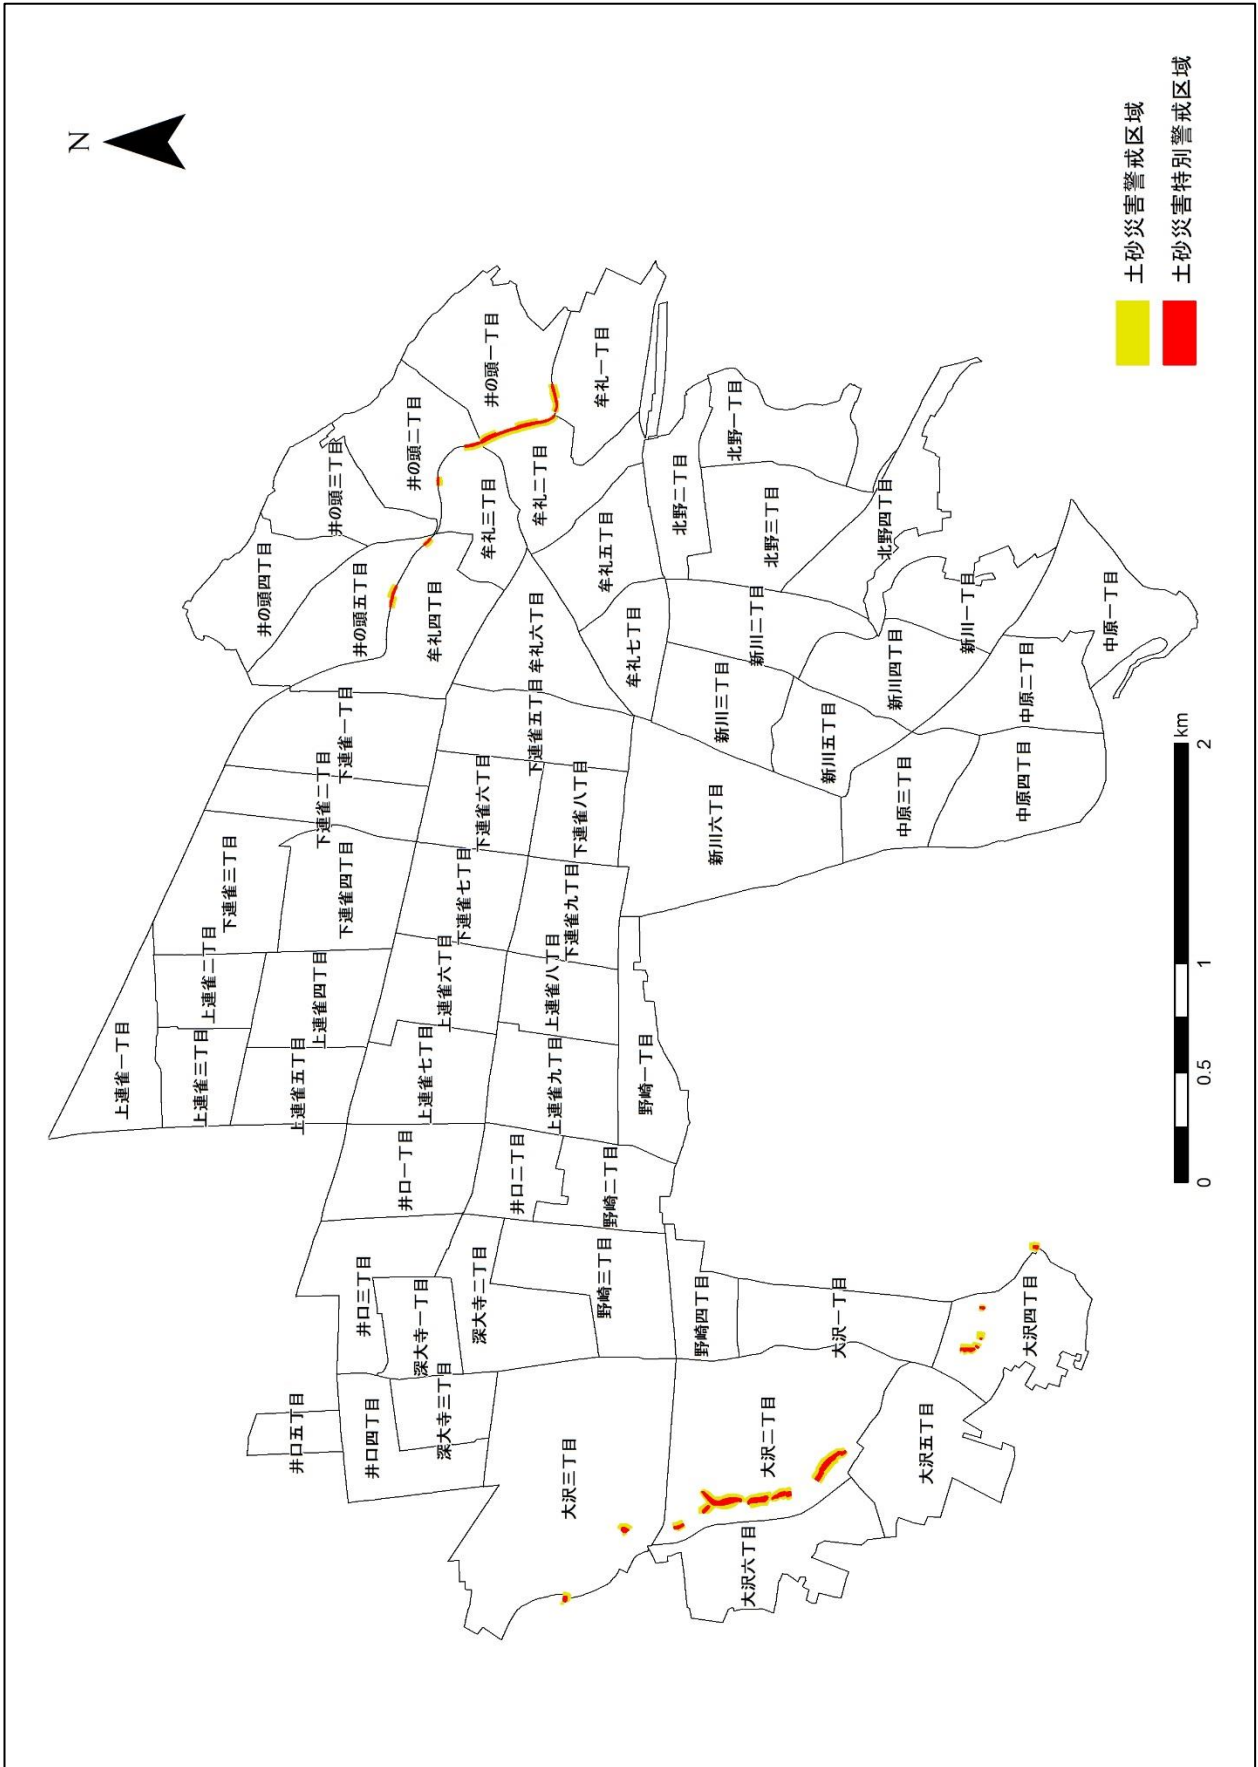 N
土砂災害警戒区域
土砂災害特別警戒区域
上連雀一丁目
上連雀二丁目
上連雀三丁目
上連雀四丁目
上連雀五丁目
上連雀六丁目
上連雀七丁目
上連雀八丁目
上連雀九丁目
下連雀一丁目
下連雀二丁目
下連雀三丁目
下連雀四丁目
下連雀五丁目
下連雀六丁目
下連雀七丁目
下連雀八丁目
下連雀九丁目
井の頭一丁目
井の頭二丁目
井の頭三丁目
井の頭四丁目
井の頭五丁目
牟礼一丁目
牟礼二丁目
牟礼三丁目
牟礼四丁目
牟礼五丁目
牟礼六丁目
牟礼七丁目
北野一丁目
北野二丁目
北野三丁目
北野四丁目
新川一丁目
新川二丁目
新川三丁目
新川四丁目
新川五丁目
新川六丁目
中原一丁目
中原二丁目
中原三丁目
中原四丁目
井口一丁目
井口二丁目
井口三丁目
井口四丁目
井口五丁目
深大寺一丁目
深大寺二丁目
深大寺三丁目
野崎一丁目
野崎二丁目
野崎三丁目
野崎四丁目
大沢一丁目
大沢二丁目
大沢三丁目
大沢四丁目
大沢五丁目
大沢六丁目
0 0.5 1 2
km